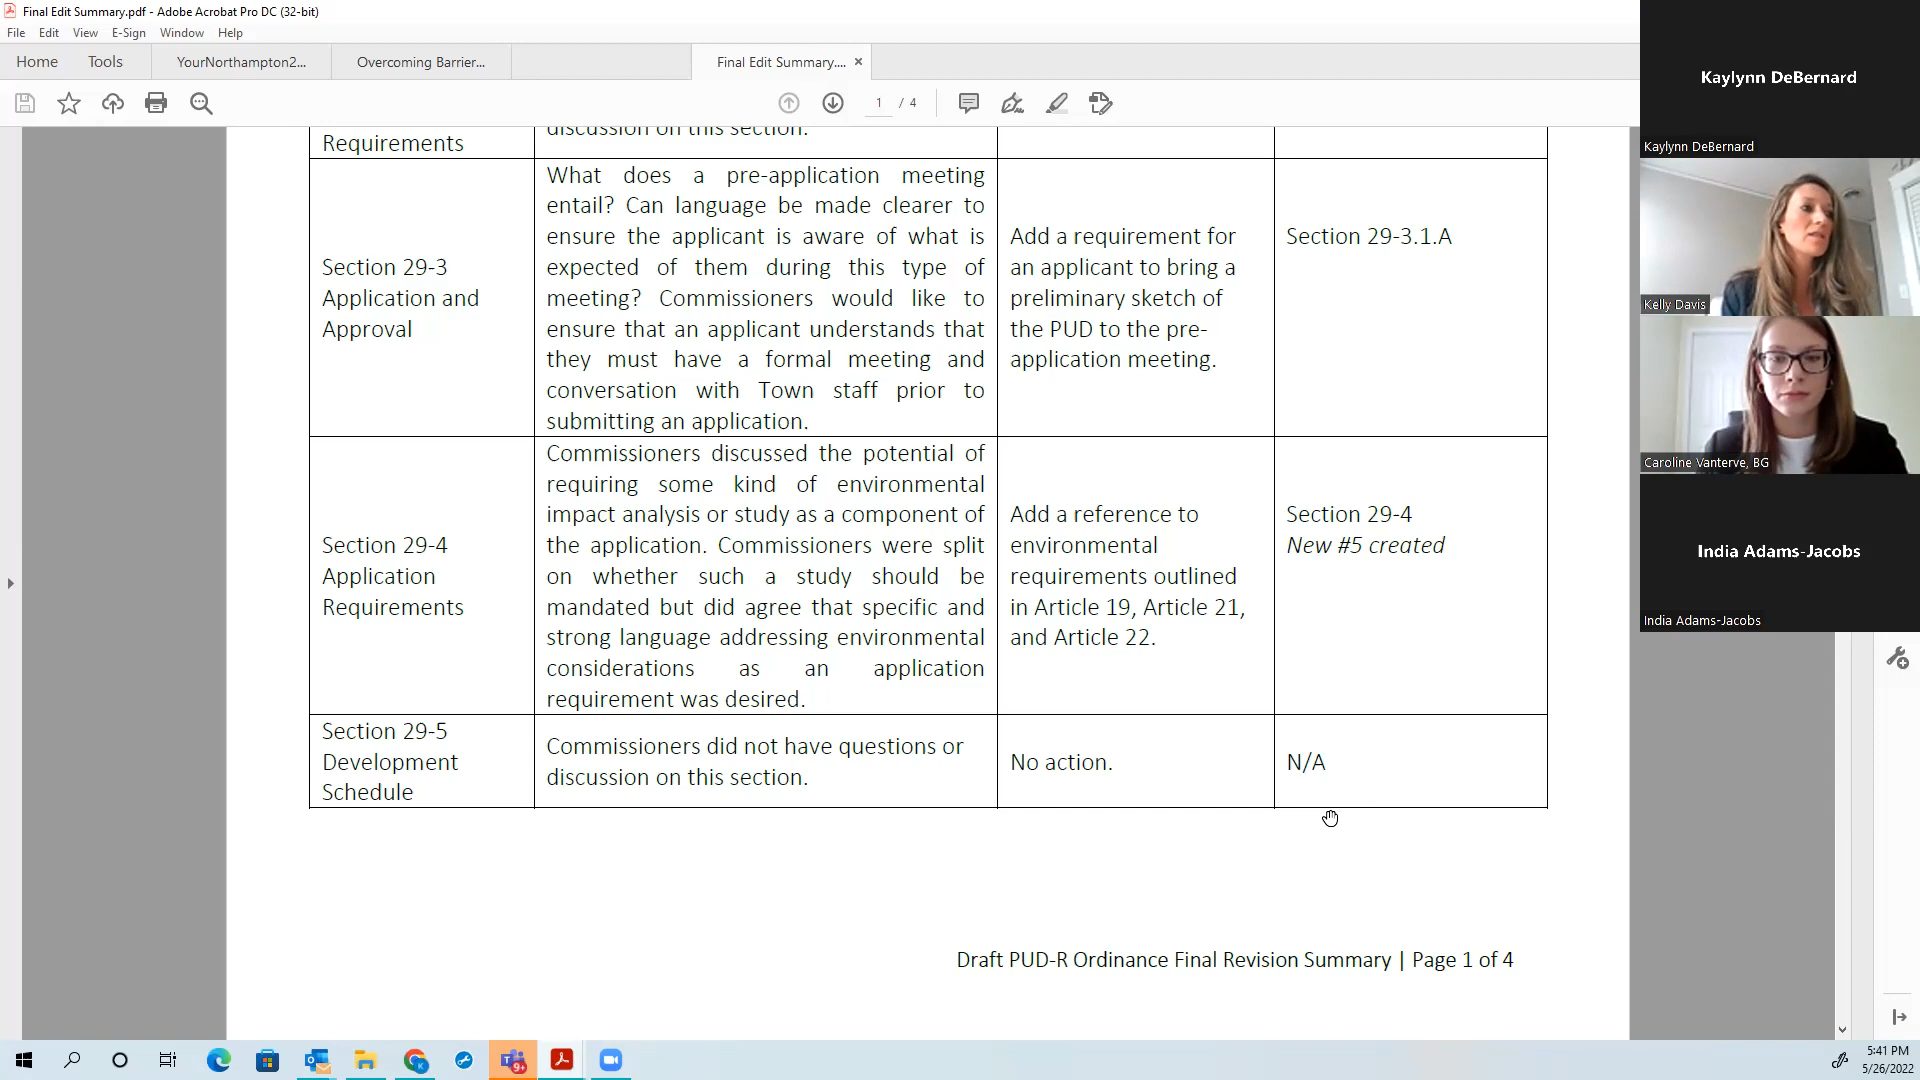 Final Edit Summary.pdf - Adobe Acrobat Pro DC (32-bit)
File Edit View E-Sign Window Help
Home Tools YourNorthampton2... Overcoming Barrier... Final Edit Summary.... ×
1 / 4
discussion on this section.
Requirements
Section 29-3
Application and
Approval
What does a pre-application meeting
entail? Can language be made clearer to
ensure the applicant is aware of what is
expected of them during this type of
meeting? Commissioners would like to
ensure that an applicant understands that
they must have a formal meeting and
conversation with Town staff prior to
submitting an application.
Add a requirement for
an applicant to bring a
preliminary sketch of
the PUD to the pre-
application meeting.
Section 29-3.1.A
Section 29-4
Application
Requirements
Commissioners discussed the potential of
requiring some kind of environmental
impact analysis or study as a component of
the application. Commissioners were split
on whether such a study should be
mandated but did agree that specific and
strong language addressing environmental
considerations as an application
requirement was desired.
Add a reference to
environmental
requirements outlined
in Article 19, Article 21,
and Article 22.
Section 29-4
New #5 created
Section 29-5
Development
Schedule
Commissioners did not have questions or
discussion on this section.
No action.
N/A
Draft PUD-R Ordinance Final Revision Summary | Page 1 of 4
Kaylynn DeBernard
Kaylynn DeBernard
Kelly Davis
Caroline Vanterve, BG
India Adams-Jacobs
India Adams-Jacobs
9+
5:41 PM
5/26/2022